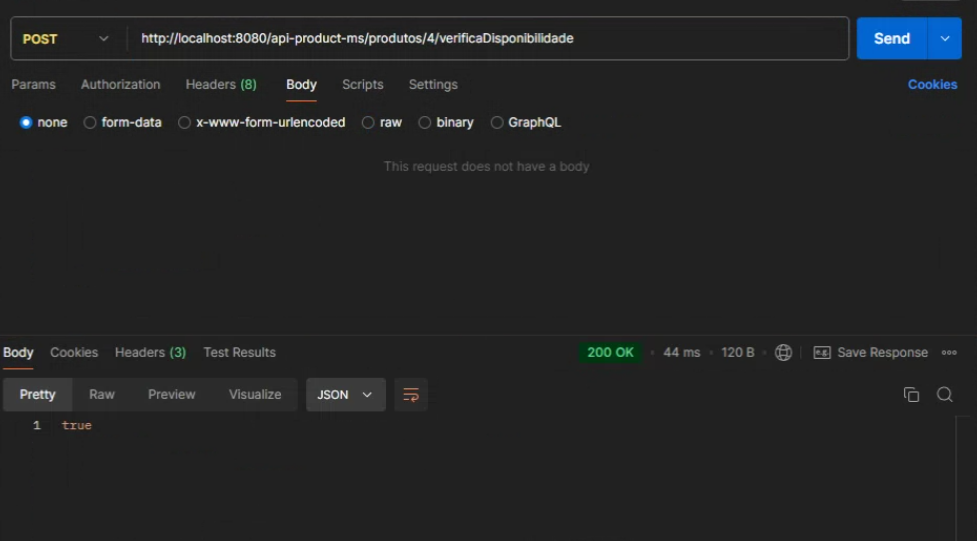 POST http://localhost:8080/api-product-ms/produtos/4/verificaDisponibilidade Send
Params Authorization Headers (8) Body Scripts Settings Cookies
none form-data x-www-form-urlencoded raw binary GraphQL
This request does not have a body
Body Cookies Headers (3) Test Results 200 OK 44 ms 120 B e.g. Save Response
Pretty Raw Preview Visualize JSON
1 true